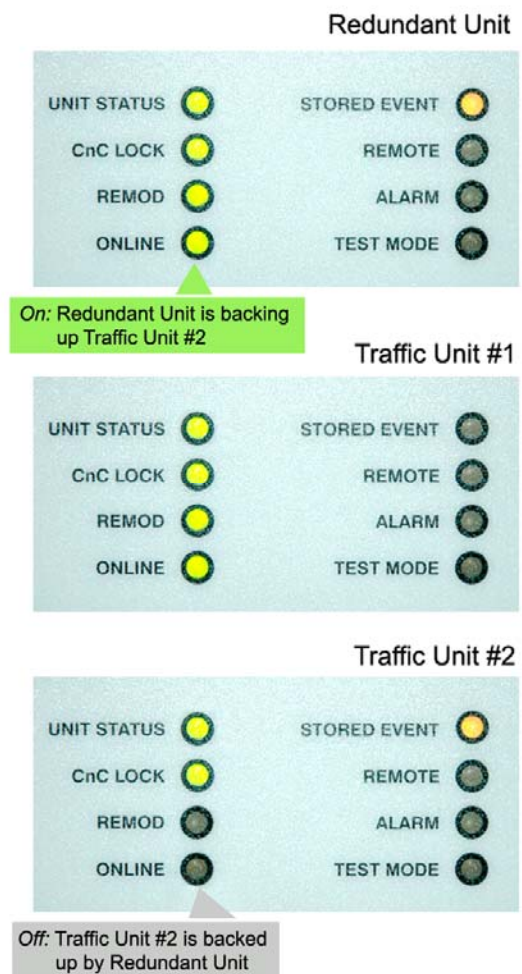 Redundant Unit
UNIT STATUS STORED EVENT
CnC LOCK REMOTE
REMOD ALARM
ONLINE TEST MODE
On: Redundant Unit is backing
up Traffic Unit #2
Traffic Unit #1
UNIT STATUS STORED EVENT
CnC LOCK REMOTE
REMOD ALARM
ONLINE TEST MODE
Traffic Unit #2
UNIT STATUS STORED EVENT
CnC LOCK REMOTE
REMOD ALARM
ONLINE TEST MODE
Off: Traffic Unit #2 is backed
up by Redundant Unit